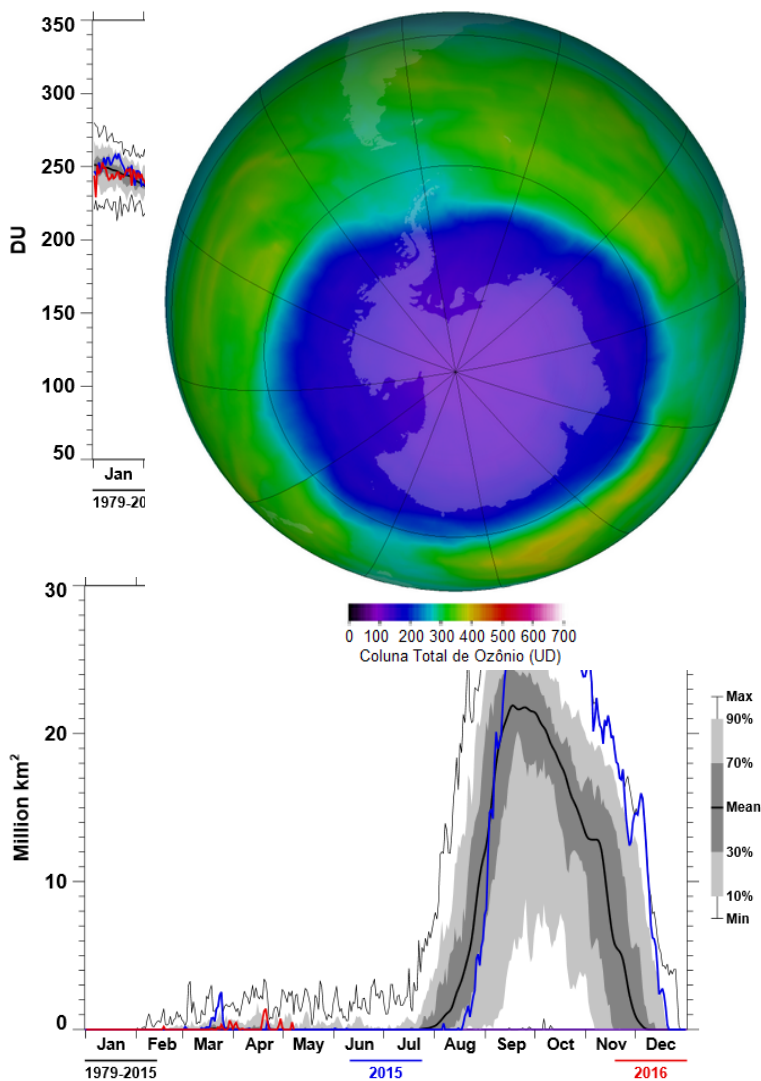 350
300
250
200
150
100
50
DU
Jan
1979-20
0 100 200 300 400 500 600 700
Coluna Total de Ozônio (UD)
30
20
10
0
Million km²
Jan Feb Mar Apr May Jun Jul Aug Sep Oct Nov Dec
1979-2015 2015 2016
Max
90%
70%
Mean
30%
10%
Min